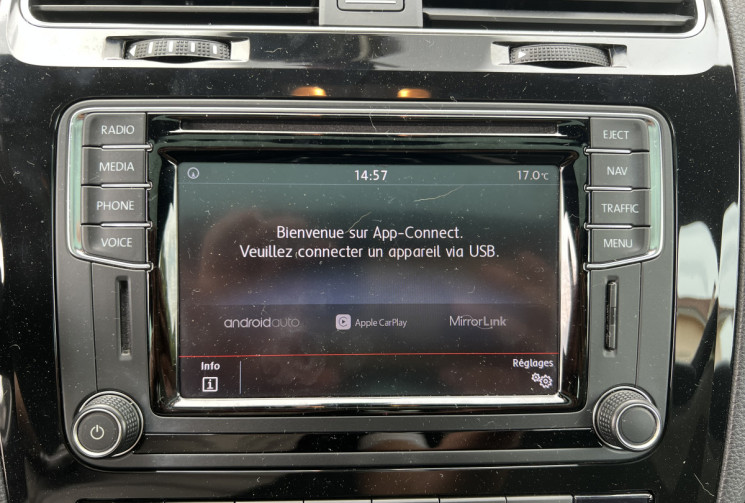 RADIO
MEDIA
PHONE
VOICE
EJECT
NAV
TRAFFIC
MENU
14:57
17.0°C
Bienvenue sur App-Connect.
Veuillez connecter un appareil via USB.
androidauto
Apple CarPlay
MirrorLink
Info
i
Réglages